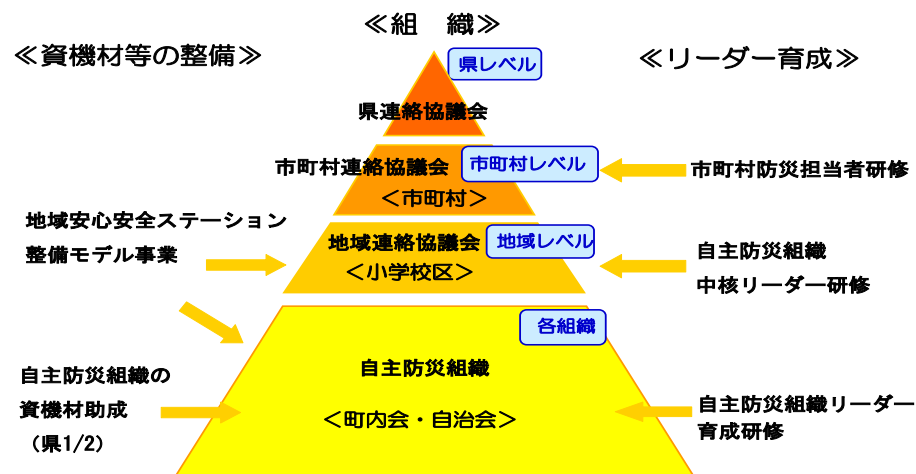 ≪組　織≫
≪資機材等の整備≫
≪リーダー育成≫
県レベル
県連絡協議会
市町村連絡協議会
市町村レベル
＜市町村＞
市町村防災担当者研修
地域安心安全ステーション
整備モデル事業
地域連絡協議会
地域レベル
＜小学校区＞
自主防災組織
中核リーダー研修
各組織
自主防災組織
＜町内会・自治会＞
自主防災組織の
資機材助成
（県1/2）
自主防災組織リーダー
育成研修